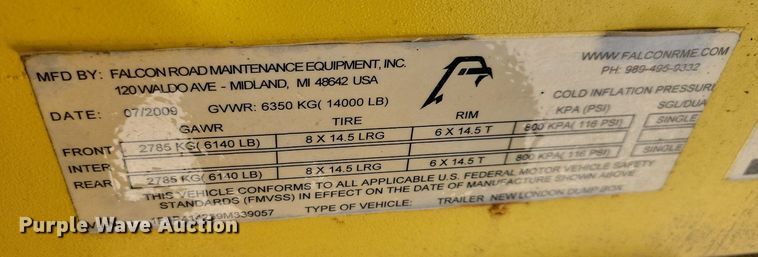 MFD BY: FALCON ROAD MAINTENANCE EQUIPMENT, INC.
120 WALDO AVE - MIDLAND, MI 48642 USA
WWW.FALCONRME.COM
PH: 989-495-9332
DATE: 07/2009 GVWR: 6350 KG( 14000 LB)
COLD INFLATION PRESSURE
GAWR TIRE RIM KPA (PSI) SGL/DUAL
FRONT 2785 KG( 6140 LB) 8 X 14.5 LRG 6 X 14.5 T 800 KPA( 116 PSI) SINGLE
INTER
REAR 2785 KG( 6140 LB) 8 X 14.5 LRG 6 X 14.5 T 800 KPA( 116 PSI) SINGLE
THIS VEHICLE CONFORMS TO ALL APPLICABLE U.S. FEDERAL MOTOR VEHICLE SAFETY
STANDARDS (FMVSS) IN EFFECT ON THE DATE OF MANUFACTURE SHOWN ABOVE.
TYPE OF VEHICLE: TRAILER NEW LONDON DUMP BOX
Purple Wave Auction